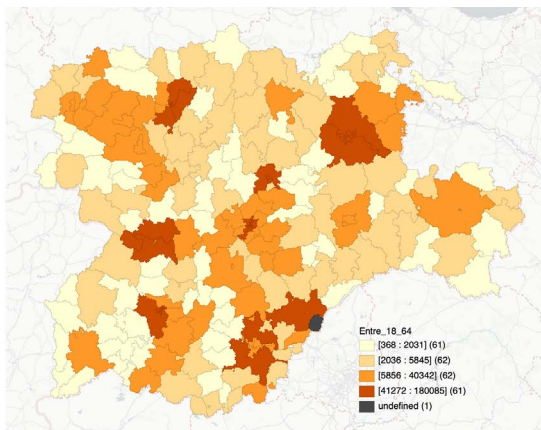 Entre_18_64
[368 : 2031] (61)
[2036 : 5845] (62)
[5856 : 40342] (62)
[41272 : 180085] (61)
undefined (1)